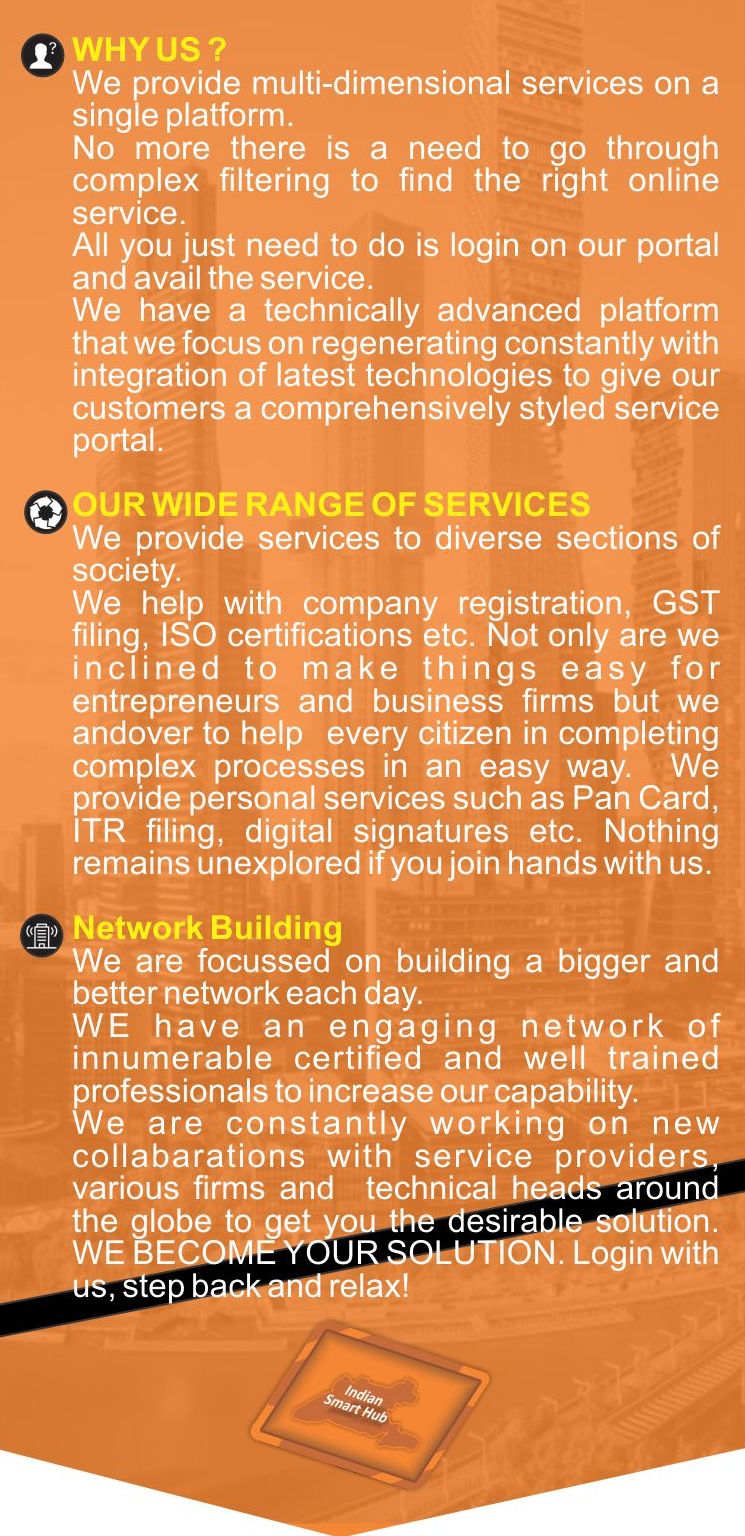 WHY US ?
We provide multi-dimensional services on a
single platform.
No more there is a need to go through
complex filtering to find the right online
service.
All you just need to do is login on our portal
and avail the service.
We have a technically advanced platform
that we focus on regenerating constantly with
integration of latest technologies to give our
customers a comprehensively styled service
portal.
OUR WIDE RANGE OF SERVICES
We provide services to diverse sections of
society.
We help with company registration, GST
filing, ISO certifications etc. Not only are we
inclined to make things easy for
entrepreneurs and business firms but we
andover to help every citizen in completing
complex processes in an easy way. We
provide personal services such as Pan Card,
ITR filing, digital signatures etc. Nothing
remains unexplored if you join hands with us.
Network Building
We are focussed on building a bigger and
better network each day.
WE have an engaging network of
innumerable certified and well trained
professionals to increase our capability.
We are constantly working on new
collabarations with service providers,
various firms and technical heads around
the globe to get you the desirable solution.
WE BECOME YOUR SOLUTION. Login with
us, step back and relax!
Indian
Smart Hub